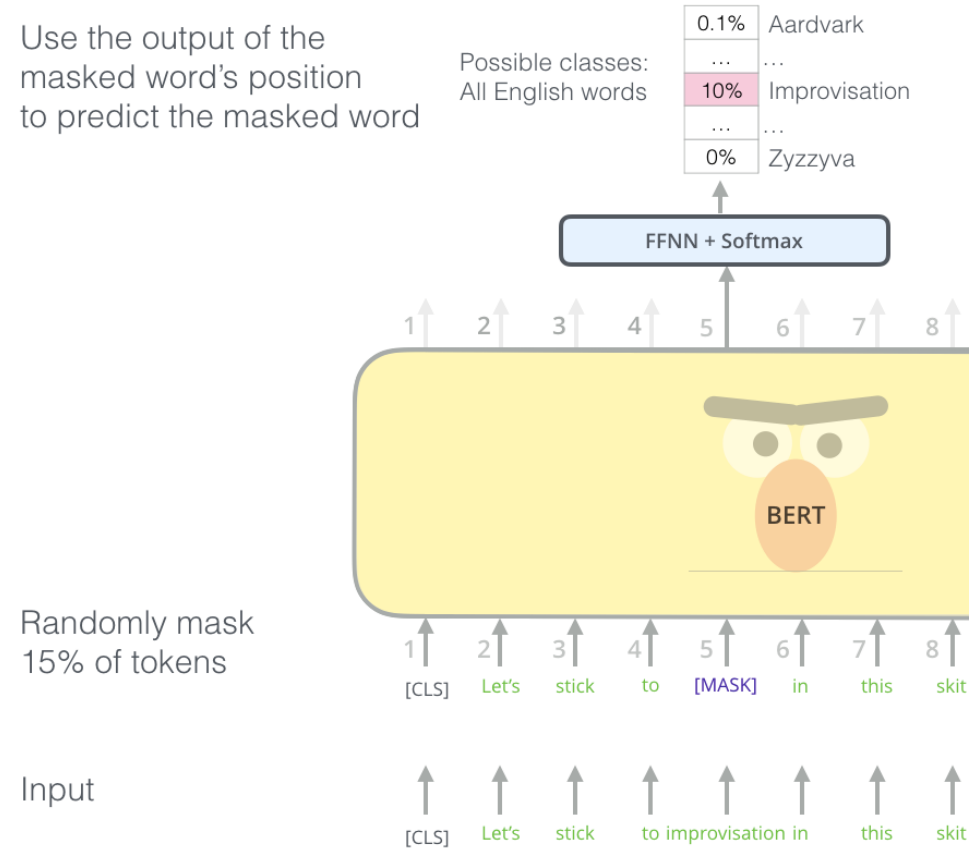 Use the output of the
masked word's position
to predict the masked word
Possible classes:
All English words
0.1% Aardvark
... ...
10% Improvisation
... ...
0% Zyzzyva
FFNN + Softmax
1 2 3 4 5 6 7 8
BERT
Randomly mask
15% of tokens
1 2 3 4 5 6 7 8
[CLS] Let's stick to [MASK] in this skit
Input
[CLS] Let's stick to improvisation in this skit